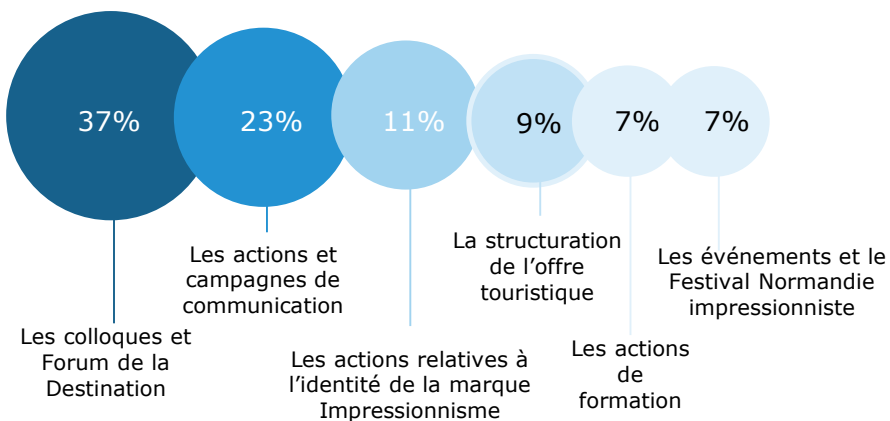 37%
23%
11%
9%
7%
7%
Les colloques et
Forum de la
Destination
Les actions et
campagnes de
communication
Les actions relatives à
l’identité de la marque
Impressionnisme
La structuration
de l’offre
touristique
Les actions
de
formation
Les événements et le
Festival Normandie
impressionniste